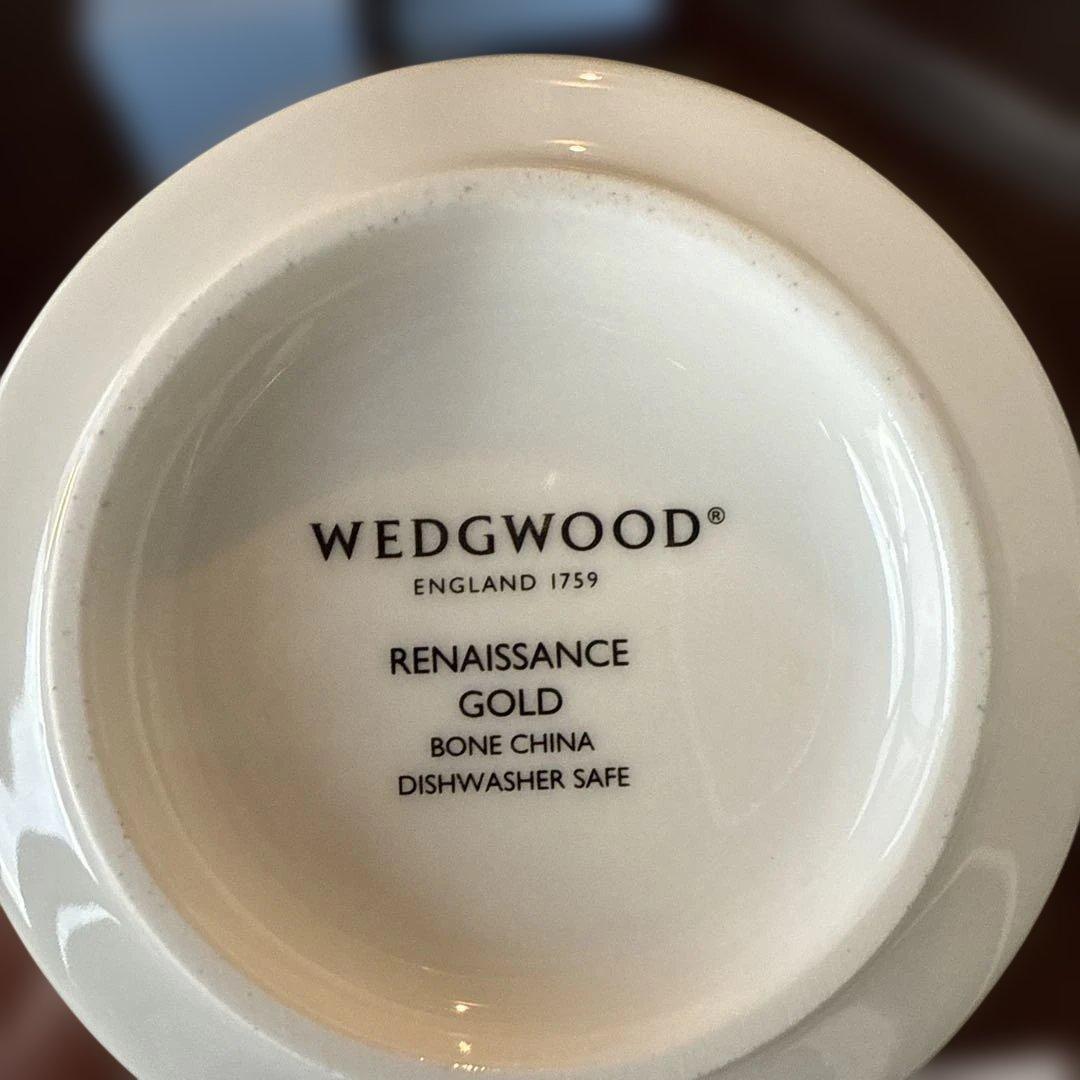 WEDGWOOD®
ENGLAND 1759
RENAISSANCE
GOLD
BONE CHINA
DISHWASHER SAFE